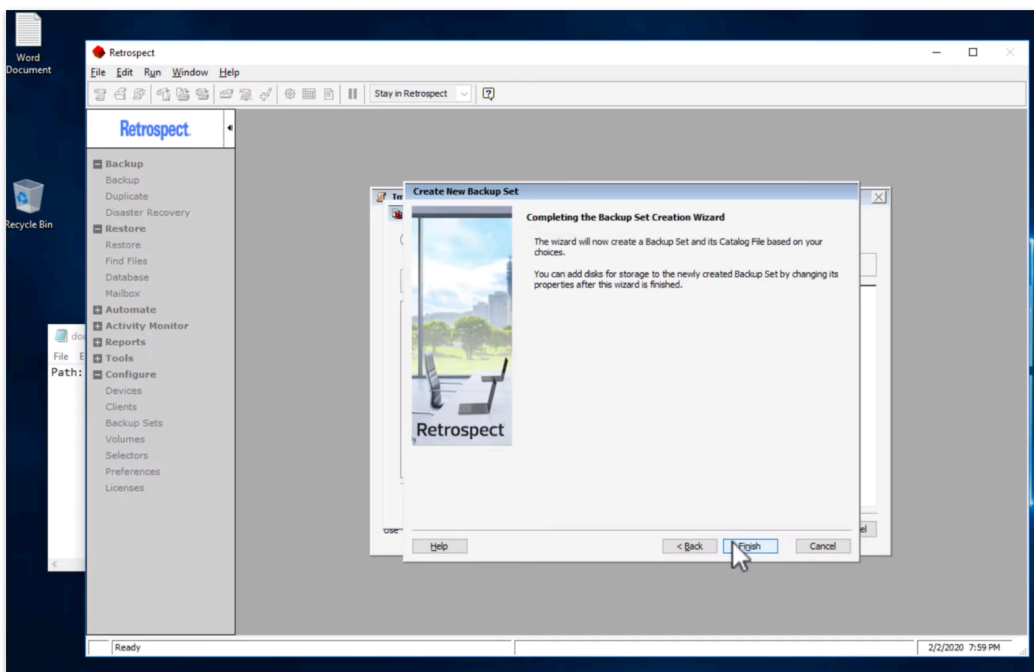 Word
Document
Recycle Bin
Retrospect
File Edit Run Window Help
Stay in Retrospect
Retrospect
Backup
Backup
Duplicate
Disaster Recovery
Restore
Restore
Find Files
Database
Mailbox
Automate
Activity Monitor
Reports
Tools
Configure
Devices
Clients
Backup Sets
Volumes
Selectors
Preferences
Licenses
File
Path:
Create New Backup Set
Completing the Backup Set Creation Wizard
The wizard will now create a Backup Set and its Catalog File based on your
choices.
You can add disks for storage to the newly created Backup Set by changing its
properties after this wizard is finished.
Retrospect
Help < Back Finish Cancel
Ready 2/2/2020 7:59 PM